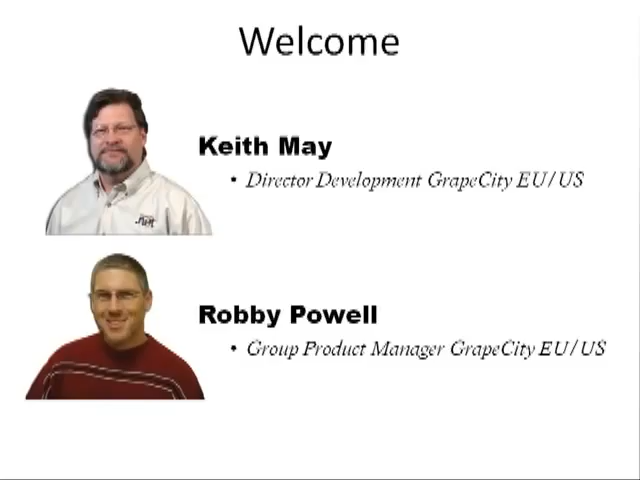 Welcome
Keith May
• Director Development GrapeCity EU/US
Robby Powell
• Group Product Manager GrapeCity EU/US